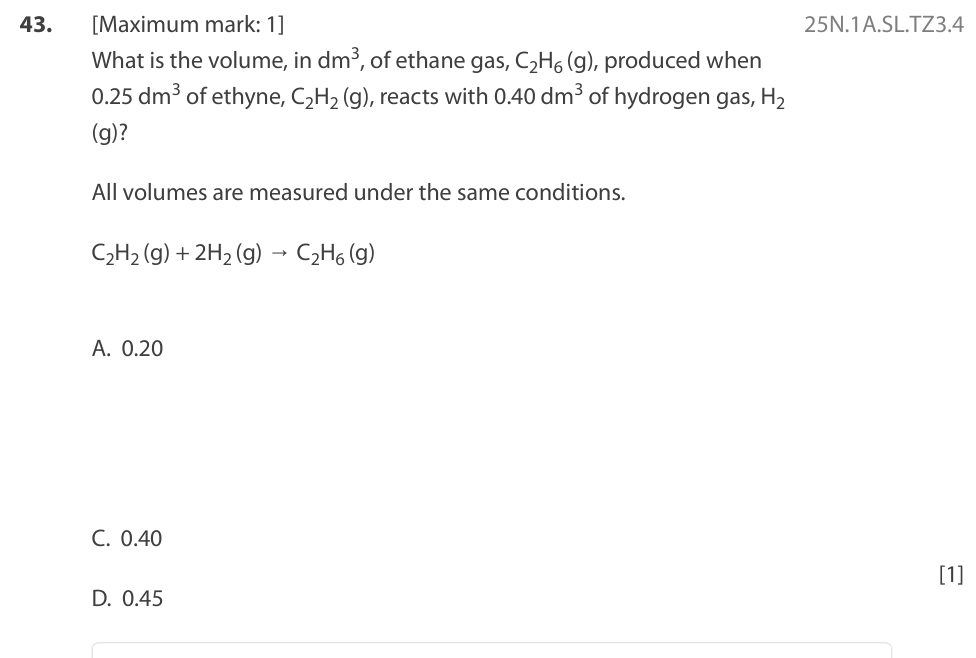 43. [Maximum mark: 1] 25N.1A.SL.TZ3.4
What is the volume, in dm³, of ethane gas, C₂H₆ (g), produced when
0.25 dm³ of ethyne, C₂H₂ (g), reacts with 0.40 dm³ of hydrogen gas, H₂
(g)?
All volumes are measured under the same conditions.
C₂H₂ (g) + 2H₂ (g) → C₂H₆ (g)
A. 0.20
C. 0.40
[1]
D. 0.45